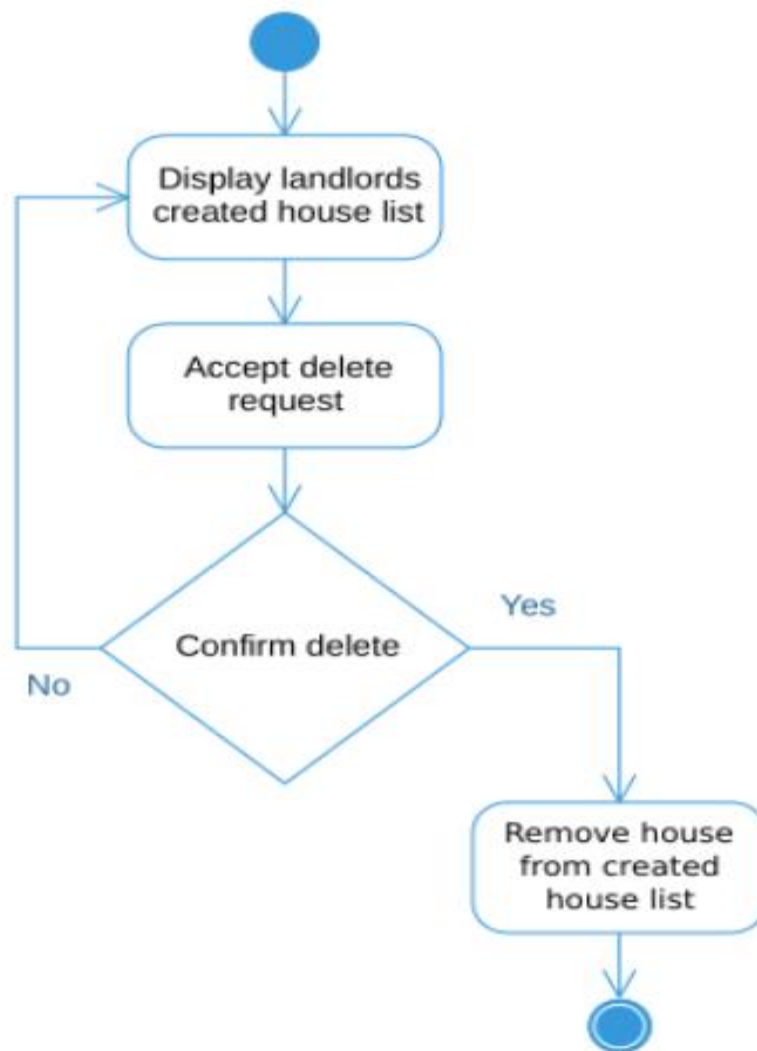 Display landlords
created house list
Accept delete
request
Confirm delete
Yes
No
Remove house
from created
house list